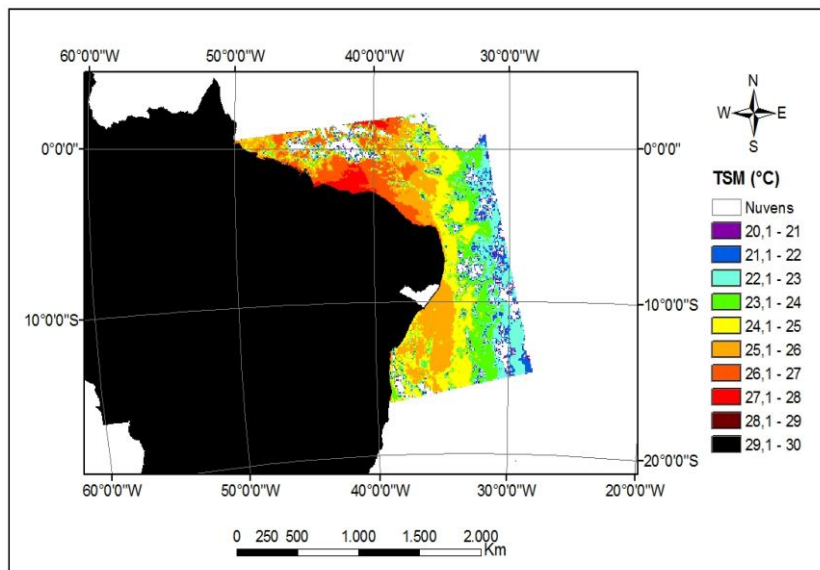 60°0'0"W 50°0'0"W 40°0'0"W 30°0'0"W
N
W E
S
0°0'0" 0°0'0"
TSM (°C)
Nuvens
20,1 - 21
21,1 - 22
22,1 - 23
23,1 - 24
24,1 - 25
25,1 - 26
26,1 - 27
27,1 - 28
28,1 - 29
29,1 - 30
10°0'0"S 10°0'0"S
20°0'0"S
60°0'0"W 50°0'0"W 40°0'0"W 30°0'0"W 20°0'0"W
0 250 500 1.000 1.500 2.000
Km